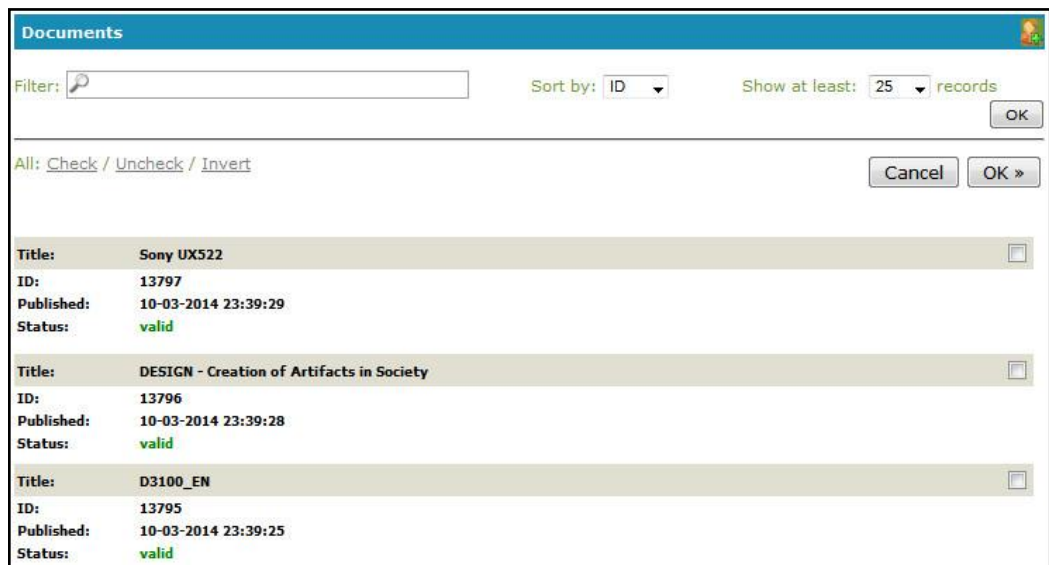 Documents
Filter: Sort by: ID Show at least: 25 records
OK
All: Check / Uncheck / Invert
Cancel OK »
Title: Sony UX522
ID: 13797
Published: 10-03-2014 23:39:29
Status: valid
Title: DESIGN - Creation of Artifacts in Society
ID: 13796
Published: 10-03-2014 23:39:28
Status: valid
Title: D3100_EN
ID: 13795
Published: 10-03-2014 23:39:25
Status: valid